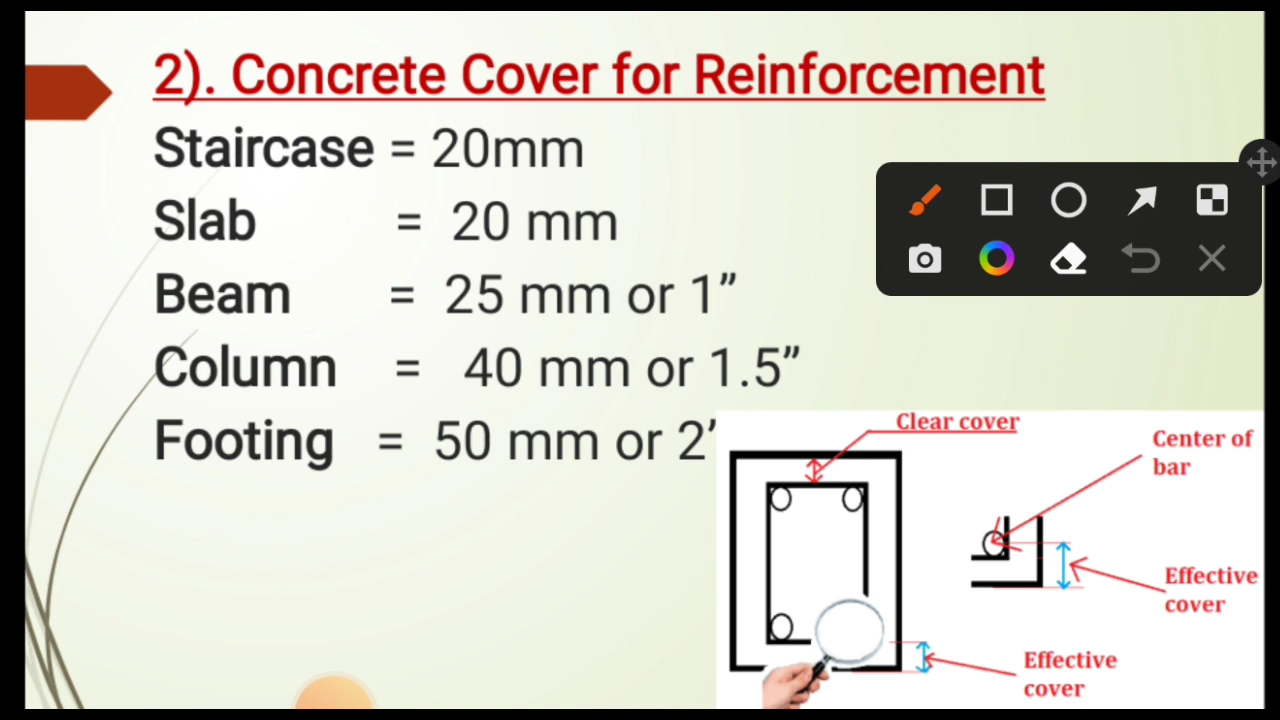 2). Concrete Cover for Reinforcement
Staircase = 20mm
Slab = 20 mm
Beam = 25 mm or 1”
Column = 40 mm or 1.5”
Footing = 50 mm or 2’
Clear cover
Center of
bar
Effective
cover
Effective
cover